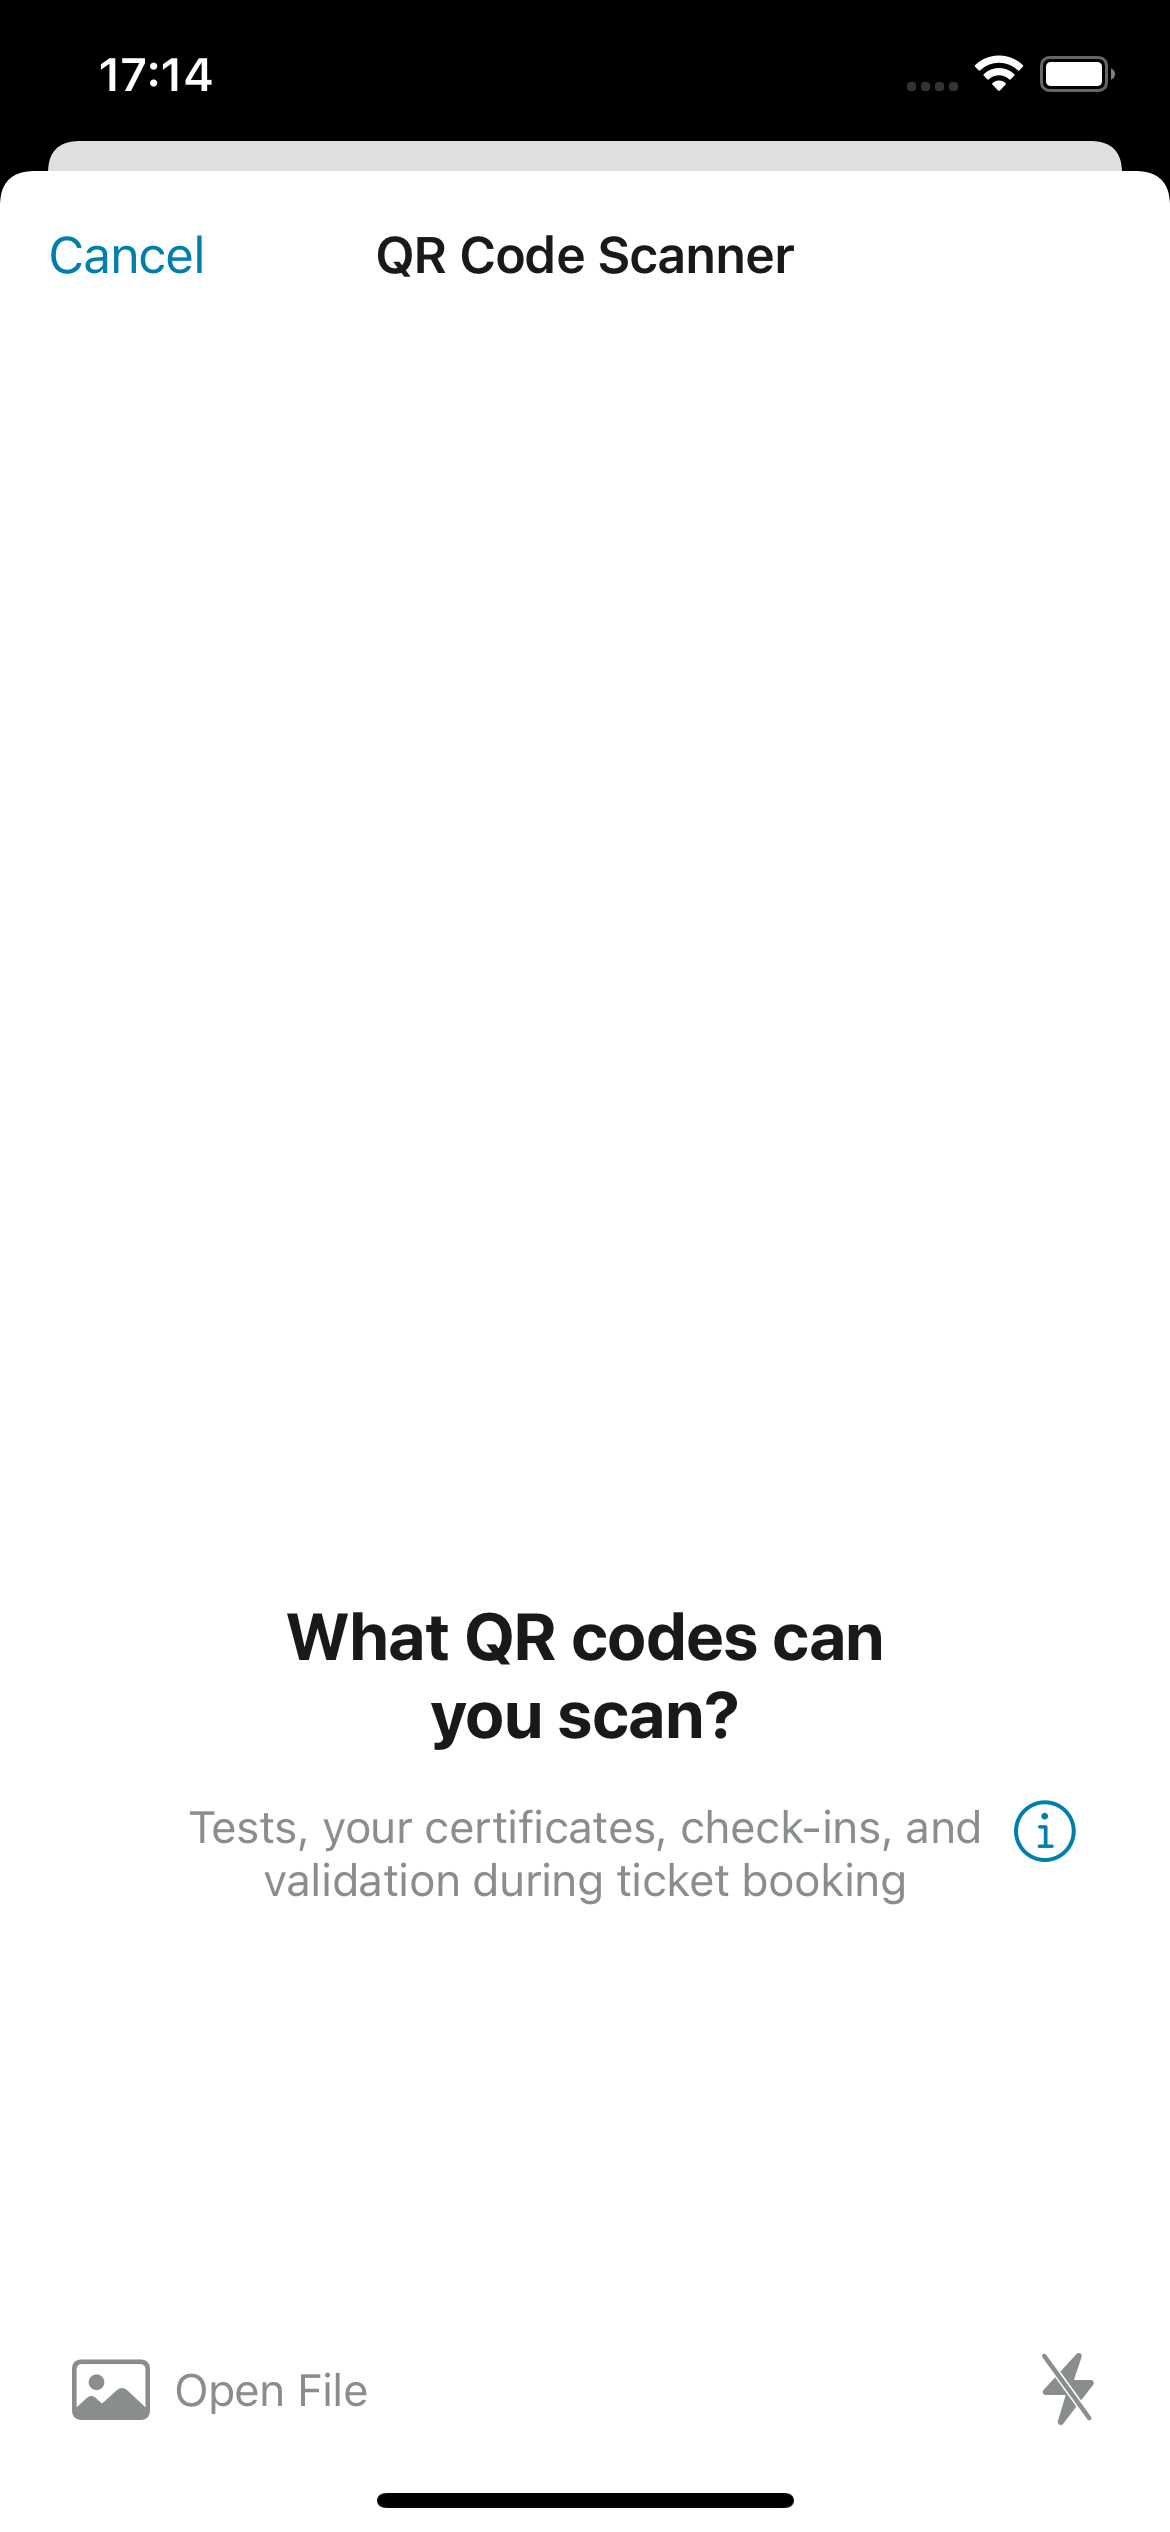 17:14
Cancel
QR Code Scanner
What QR codes can
you scan?
Tests, your certificates, check-ins, and
validation during ticket booking
Open File